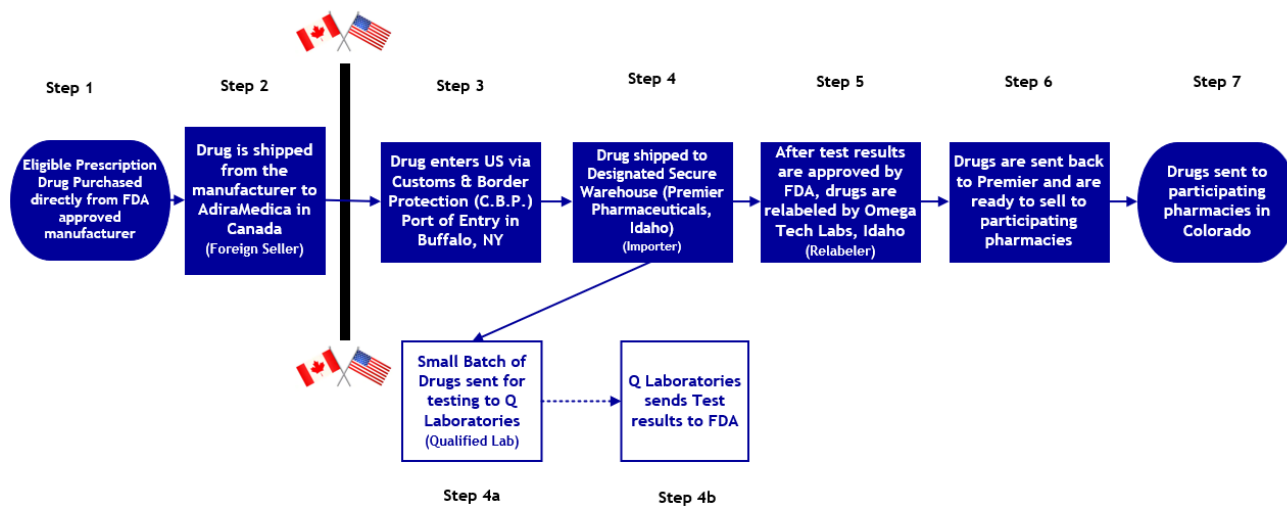 Step 1
Step 2
Step 3
Step 4
Step 5
Step 6
Step 7
Eligible Prescription
Drug Purchased
directly from FDA
approved
manufacturer
Drug is shipped
from the
manufacturer to
AdiraMedica in
Canada
(Foreign Seller)
Drug enters US via
Customs & Border
Protection (C.B.P.)
Port of Entry in
Buffalo, NY
Drug shipped to
Designated Secure
Warehouse (Premier
Pharmaceuticals,
Idaho)
(Importer)
After test results
are approved by
FDA, drugs are
relabeled by Omega
Tech Labs, Idaho
(Relabeler)
Drugs are sent back
to Premier and are
ready to sell to
participating
pharmacies
Drugs sent to
participating
pharmacies in
Colorado
Small Batch of
Drugs sent for
testing to Q
Laboratories
(Qualified Lab)
Q Laboratories
sends Test
results to FDA
Step 4a
Step 4b